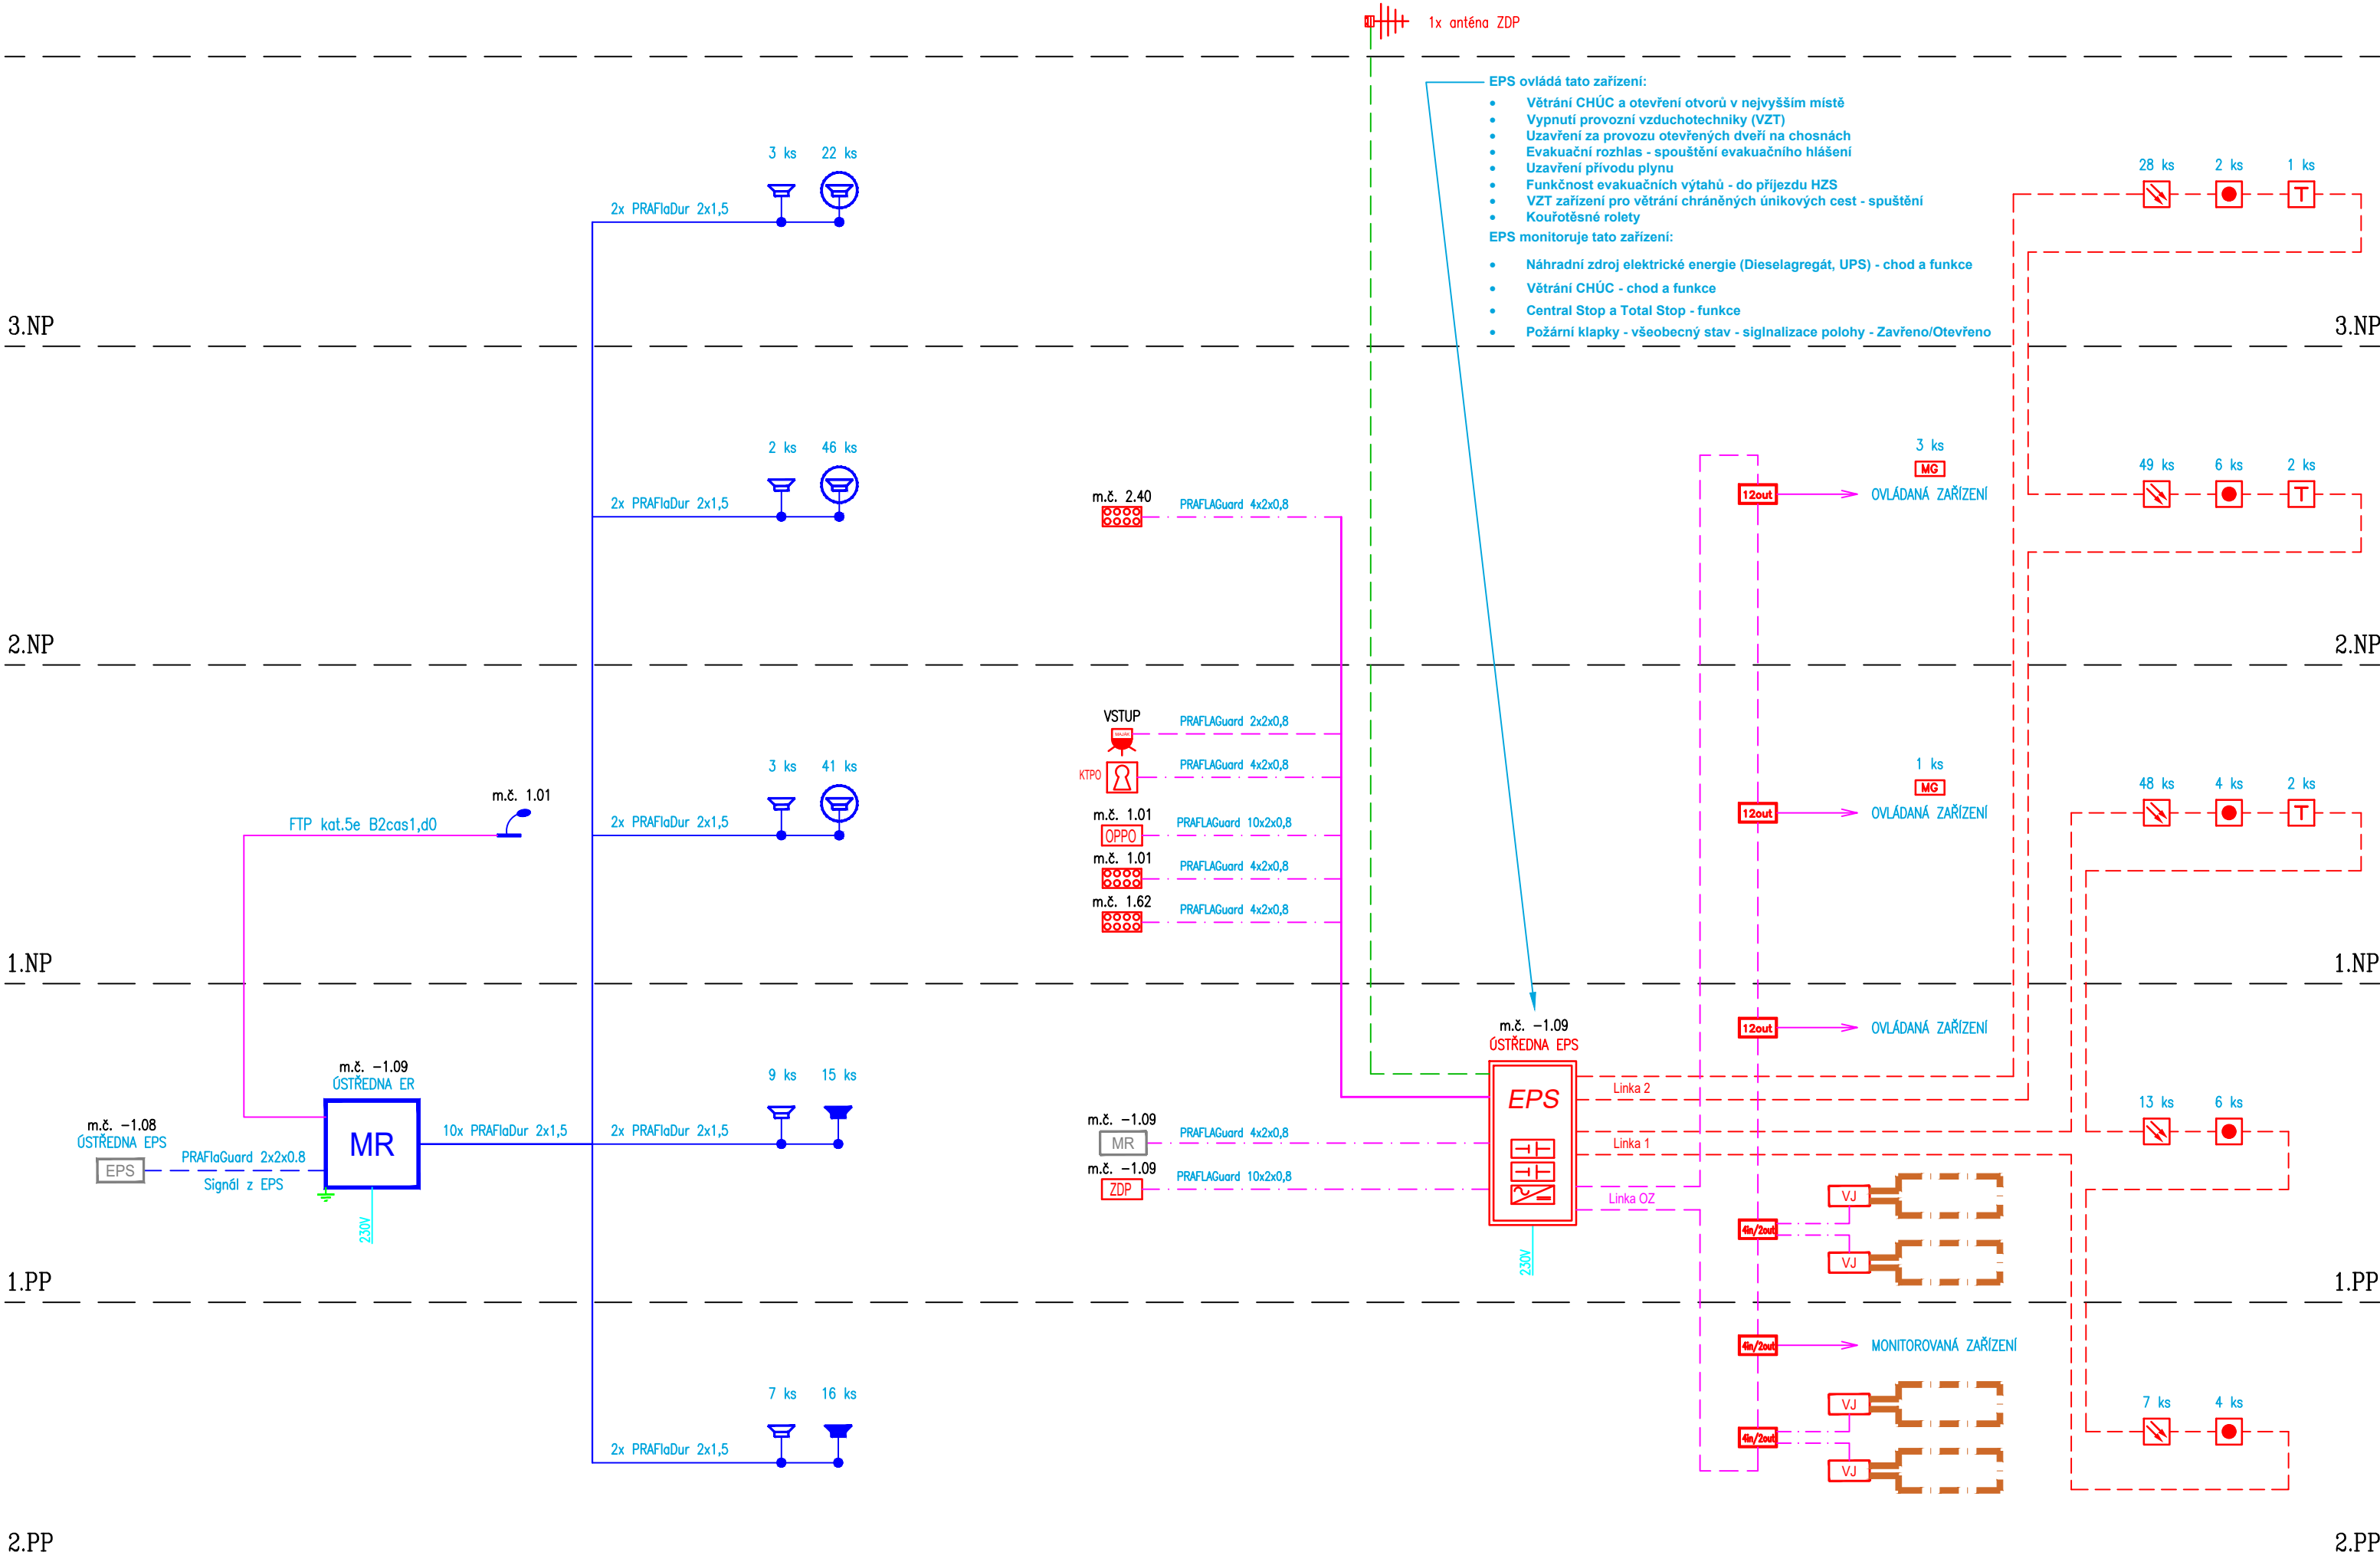 1x anténa ZDP
EPS ovládá tato zařízení:
• Větrání CHÚC a otevření otvorů v nejvyšším místě
• Vypnutí provozní vzduchotechniky (VZT)
• Uzavření za provozu otevřených dveří na chosnách
• Evakuační rozhlas - spouštění evakuačního hlášení
• Uzavření přívodu plynu
• Funkčnost evakuačních výtahů - do příjezdu HZS
• VZT zařízení pro větrání chráněných únikových cest - spuštění
• Kouřotěsné rolety
EPS monitoruje tato zařízení:
• Náhradní zdroj elektrické energie (Dieselagregát, UPS) - chod a funkce
• Větrání CHÚC - chod a funkce
• Central Stop a Total Stop - funkce
• Požární klapky - všeobecný stav - siglnalizace polohy - Zavřeno/Otevřeno
3 ks 22 ks
2x PRAFlaDur 2x1,5
28 ks 2 ks 1 ks
T
3.NP 3.NP
2 ks 46 ks
2x PRAFlaDur 2x1,5
m.č. 2.40
PRAFLAGuard 4x2x0,8
3 ks
MG
12out
OVLÁDANÁ ZAŘÍZENÍ
49 ks 6 ks 2 ks
T
2.NP 2.NP
VSTUP
PRAFLAGuard 2x2x0,8
KTPO
PRAFLAGuard 4x2x0,8
m.č. 1.01
OPPO
PRAFLAGuard 10x2x0,8
m.č. 1.01
PRAFLAGuard 4x2x0,8
m.č. 1.62
PRAFLAGuard 4x2x0,8
3 ks 41 ks
2x PRAFlaDur 2x1,5
m.č. 1.01
FTP kat.5e B2cas1,d0
1 ks
MG
12out
OVLÁDANÁ ZAŘÍZENÍ
48 ks 4 ks 2 ks
T
1.NP 1.NP
m.č. -1.09
ÚSTŘEDNA ER
MR
230V
m.č. -1.08
ÚSTŘEDNA EPS
EPS
PRAFlaGuard 2x2x0.8
Signál z EPS
10x PRAFlaDur 2x1,5
9 ks 15 ks
2x PRAFlaDur 2x1,5
m.č. -1.09
MR
PRAFLAGuard 4x2x0,8
m.č. -1.09
ZDP
PRAFLAGuard 10x2x0,8
m.č. -1.09
ÚSTŘEDNA EPS
EPS
230V
Linka 2
Linka 1
Linka OZ
12out
OVLÁDANÁ ZAŘÍZENÍ
13 ks 6 ks
4in/2out
VJ
VJ
1.PP 1.PP
7 ks 16 ks
2x PRAFlaDur 2x1,5
4in/2out
MONITOROVANÁ ZAŘÍZENÍ
4in/2out
VJ
VJ
7 ks 4 ks
2.PP 2.PP